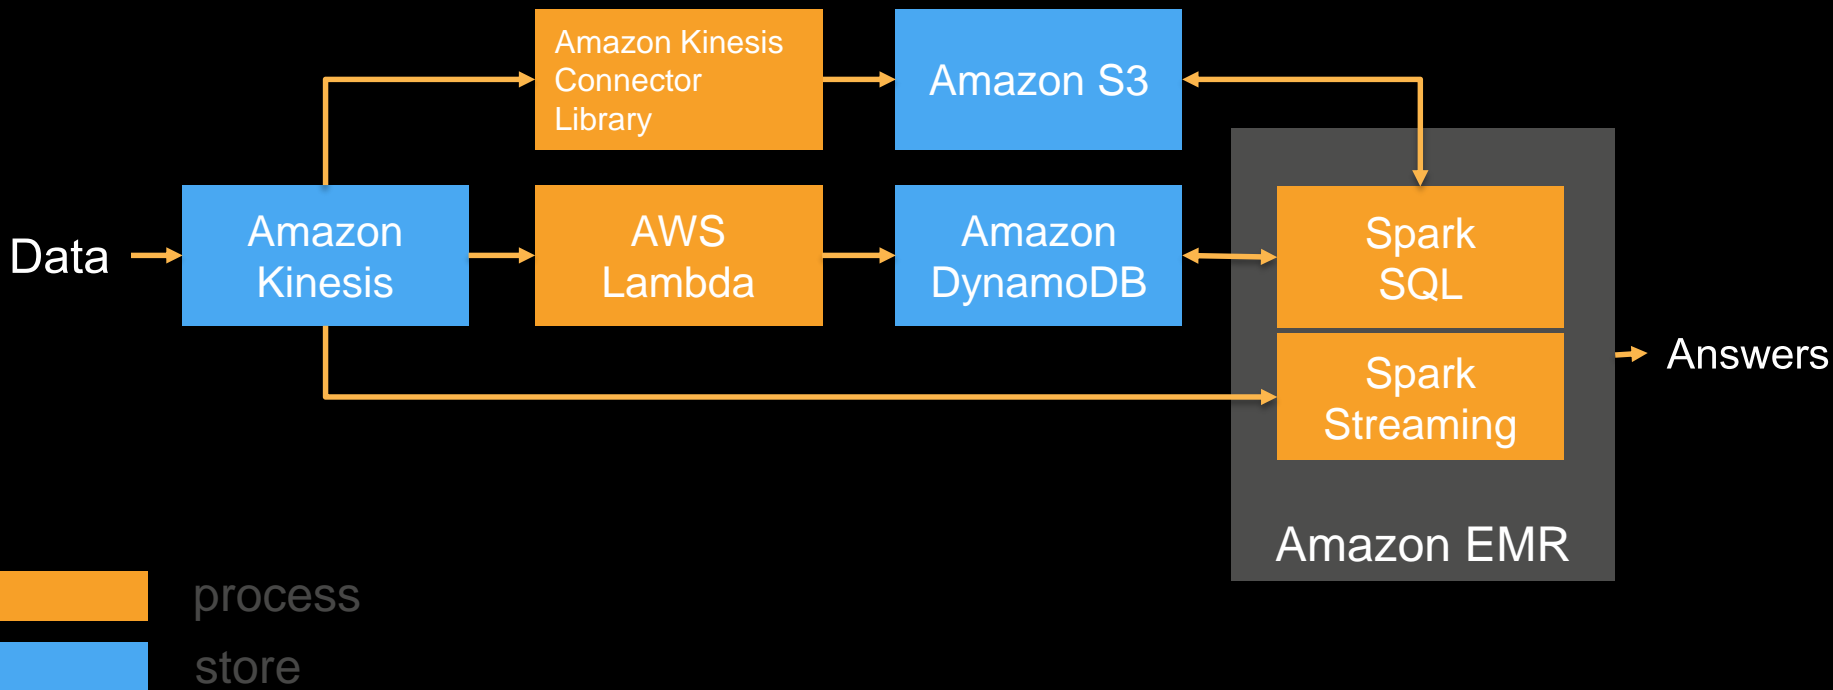 Amazon Kinesis
Connector
Library
Amazon S3
Data
Amazon
Kinesis
AWS
Lambda
Amazon
DynamoDB
Spark
SQL
Spark
Streaming
Answers
Amazon EMR
process
store